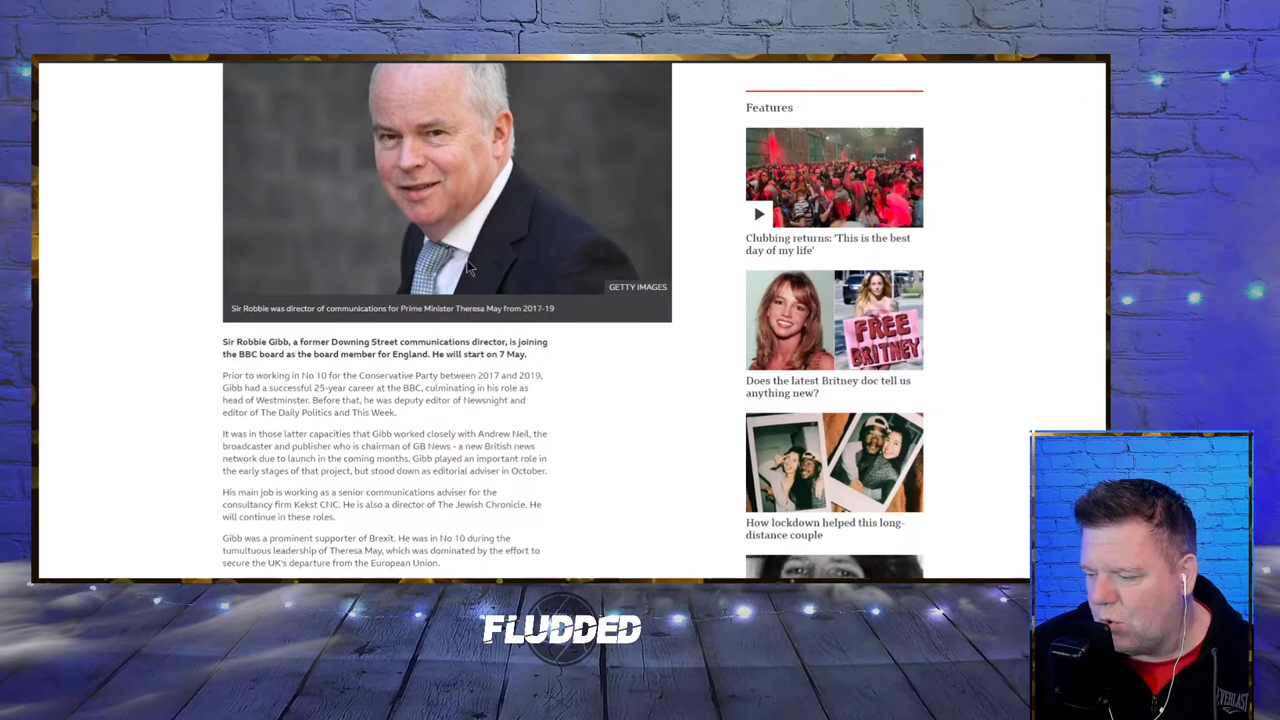 GETTY IMAGES
Sir Robbie was director of communications for Prime Minister Theresa May from 2017-19
Sir Robbie Gibb, a former Downing Street communications director, is joining
the BBC board as the board member for England. He will start on 7 May.
Prior to working in No 10 for the Conservative Party between 2017 and 2019,
Gibb had a successful 25-year career at the BBC, culminating in his role as
head of Westminster. Before that, he was deputy editor of Newsnight and
editor of The Daily Politics and This Week.
It was in those latter capacities that Gibb worked closely with Andrew Neil, the
broadcaster and publisher who is chairman of GB News - a new British news
network due to launch in the coming months. Gibb played an important role in
the early stages of that project, but stood down as editorial adviser in October.
His main job is working as a senior communications adviser for the
consultancy firm Kekst CNC. He is also a director of The Jewish Chronicle. He
will continue in these roles.
Gibb was a prominent supporter of Brexit. He was in No 10 during the
tumultuous leadership of Theresa May, which was dominated by the effort to
secure the UK's departure from the European Union.
Features
Clubbing returns: 'This is the best
day of my life'
FREE
BRITNEY
Does the latest Britney doc tell us
anything new?
How lockdown helped this long-
distance couple
FLUDDED
EVERLAST